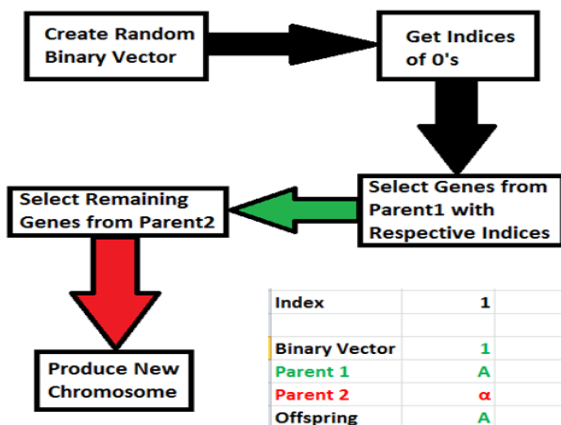 Create Random
Binary Vector
Get Indices
of 0's
Select Genes from
Parent1 with
Respective Indices
Select Remaining
Genes from Parent2
Produce New
Chromosome
Index 1
Binary Vector 1
Parent 1 A
Parent 2 α
Offspring A